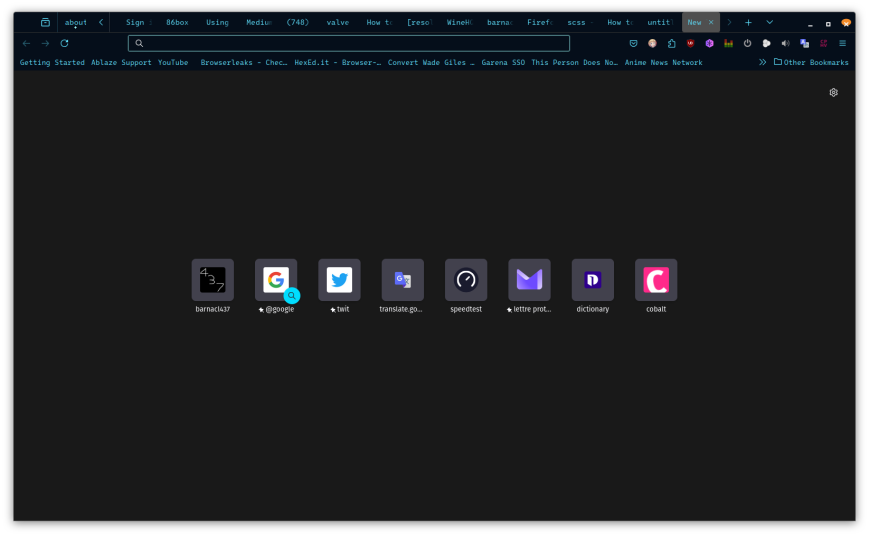 about Sign 86box Using Medium (748) valve How t [reso WineH barna Firef scss - How t untit New
Getting Started Ablaze Support YouTube Browserleaks - Chec… HexEd.it - Browser-… Convert Wade Giles … Garena SSO This Person Does No… Anime News Network Other Bookmarks
437
barnacl437 @google twit translate.go... speedtest lettre prot... dictionary cobalt